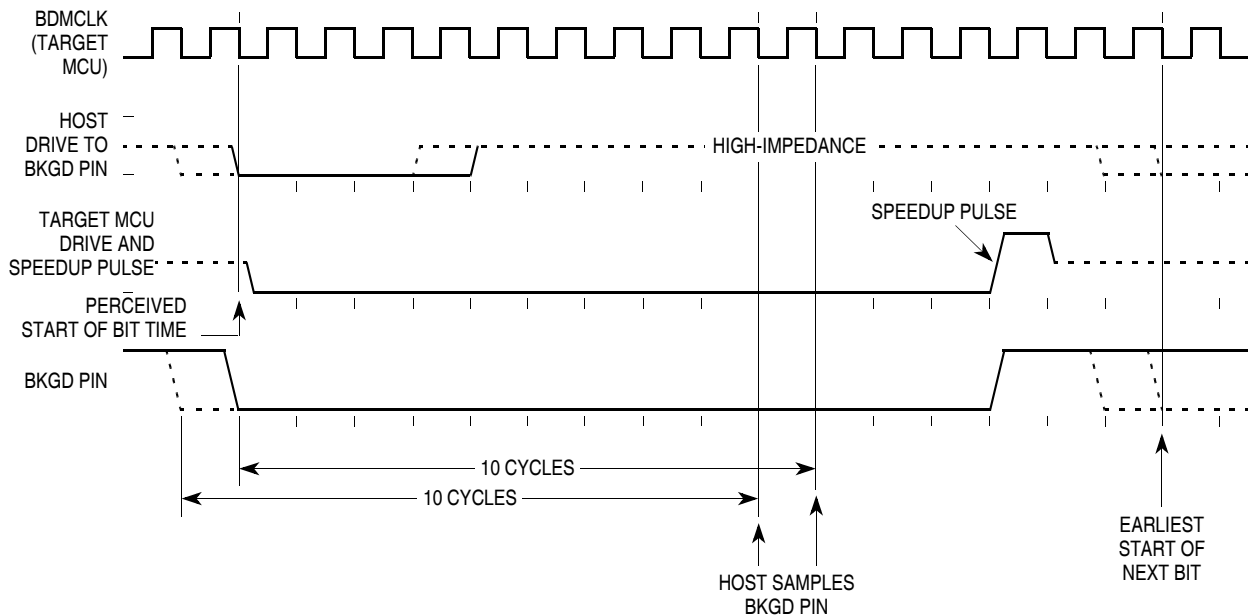 BDMCLK
(TARGET
MCU)
HOST
DRIVE TO
BKGD PIN
HIGH-IMPEDANCE
TARGET MCU
DRIVE AND
SPEEDUP PULSE
SPEEDUP PULSE
PERCEIVED
START OF BIT TIME
BKGD PIN
10 CYCLES
10 CYCLES
HOST SAMPLES
BKGD PIN
EARLIEST
START OF
NEXT BIT